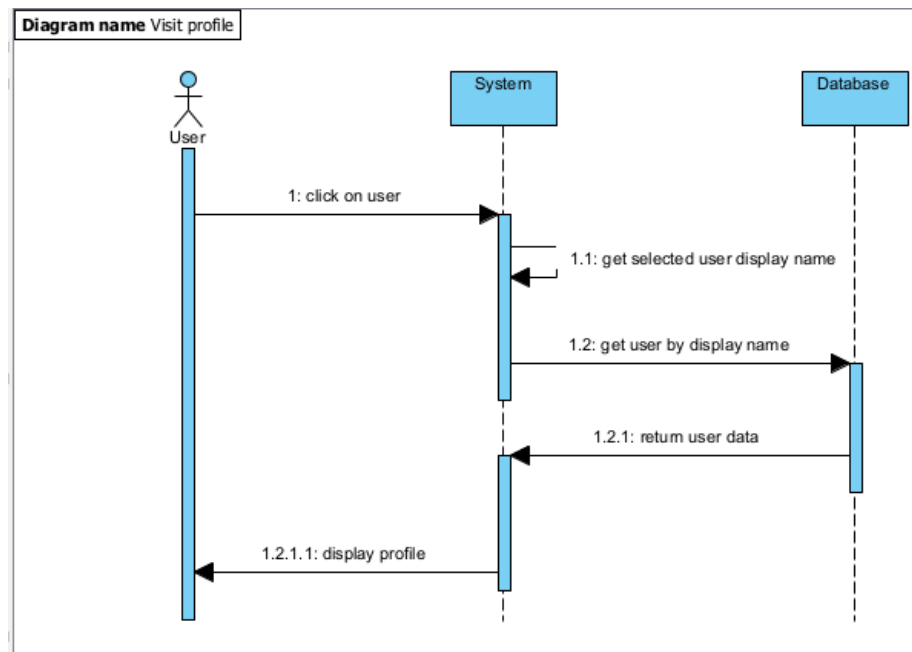 Diagram name Visit profile
System
Database
User
1: click on user
1.1: get selected user display name
1.2: get user by display name
1.2.1: return user data
1.2.1.1: display profile